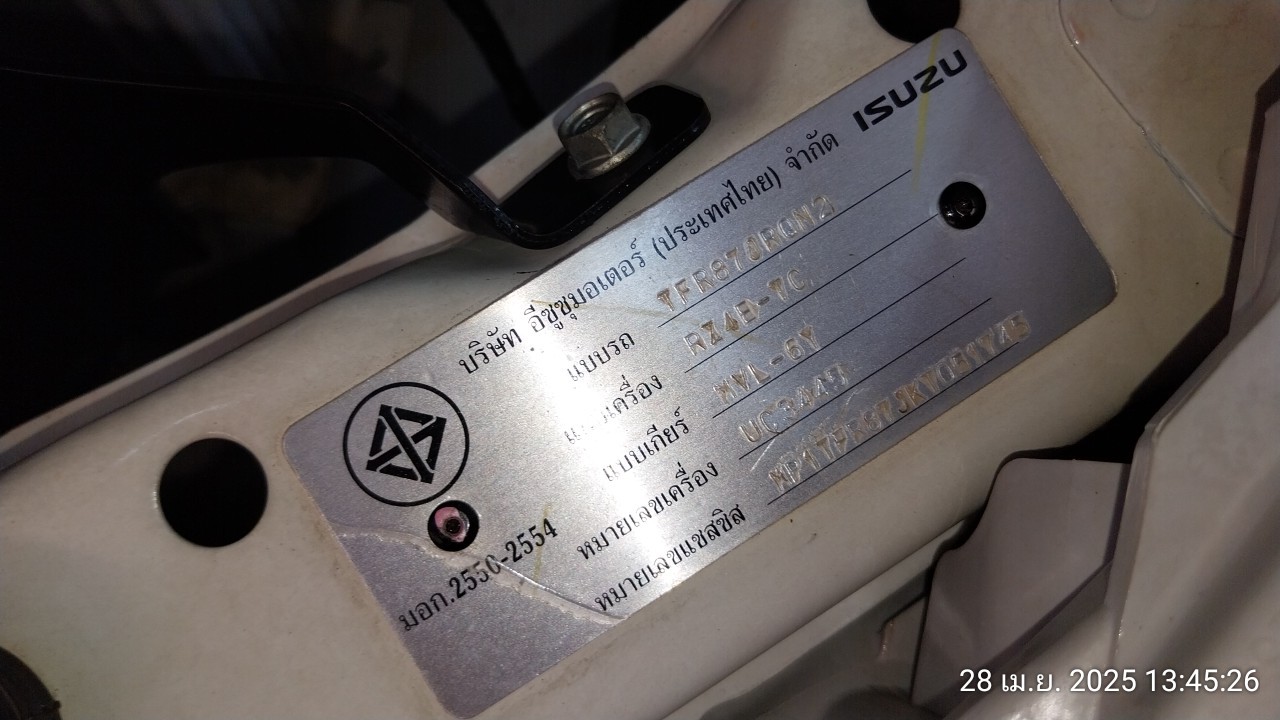 ISUZU
บริษัท อีซูซุมอเตอร์ (ประเทศไทย) จำกัด
แบบรถ
แบบเครื่อง RZ4E-TC
แบบเกียร์ MVL-6Y
หมายเลขเครื่อง UC3443
หมายเลขแชสซิส
มอก.2550-2554
28 เม.ย. 2025 13:45:26